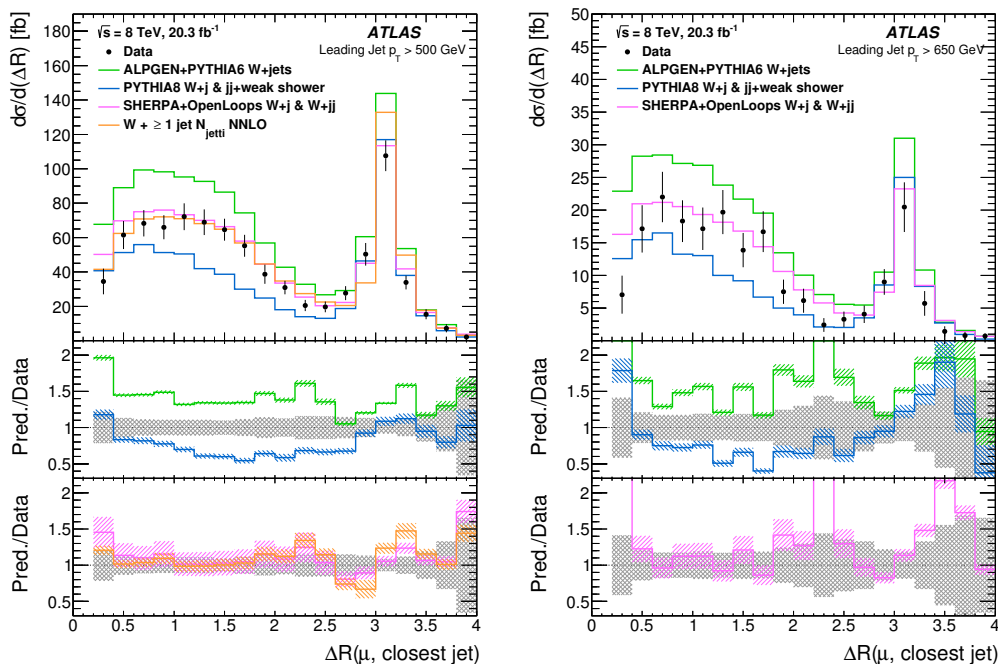 dσ/d(ΔR) [fb]
180
160
140
120
100
80
60
40
20
√s = 8 TeV, 20.3 fb⁻¹
ATLAS
Leading Jet p_T > 500 GeV
Data
ALPGEN+PYTHIA6 W+jets
PYTHIA8 W+j & jj+weak shower
SHERPA+OpenLoops W+j & W+jj
W + ≥ 1 jet N_jetti NNLO
Pred./Data
2
1.5
1
0.5
Pred./Data
2
1.5
1
0.5
0 0.5 1 1.5 2 2.5 3 3.5 4
ΔR(μ, closest jet)
dσ/d(ΔR) [fb]
50
45
40
35
30
25
20
15
10
5
√s = 8 TeV, 20.3 fb⁻¹
ATLAS
Leading Jet p_T > 650 GeV
Data
ALPGEN+PYTHIA6 W+jets
PYTHIA8 W+j & jj+weak shower
SHERPA+OpenLoops W+j & W+jj
Pred./Data
2
1.5
1
0.5
Pred./Data
2
1.5
1
0.5
0 0.5 1 1.5 2 2.5 3 3.5 4
ΔR(μ, closest jet)